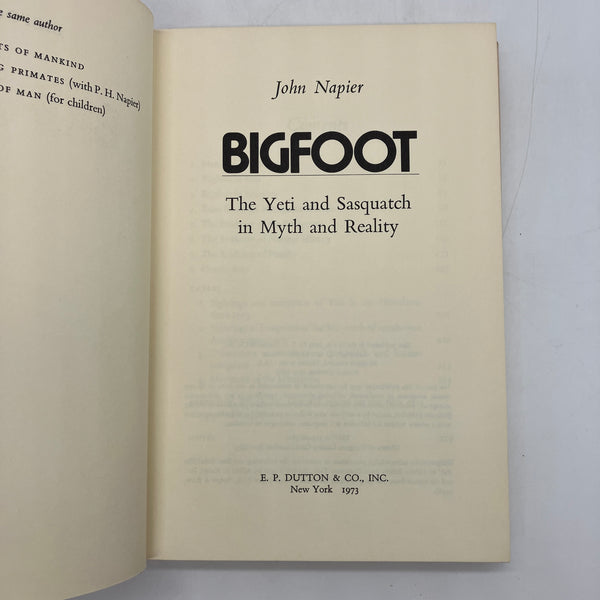 e same author
TS OF MANKIND
G PRIMATES (with P. H. Napier)
OF MAN (for children)
John Napier
BIGFOOT
The Yeti and Sasquatch
in Myth and Reality
E. P. DUTTON & CO., INC.
New York 1973